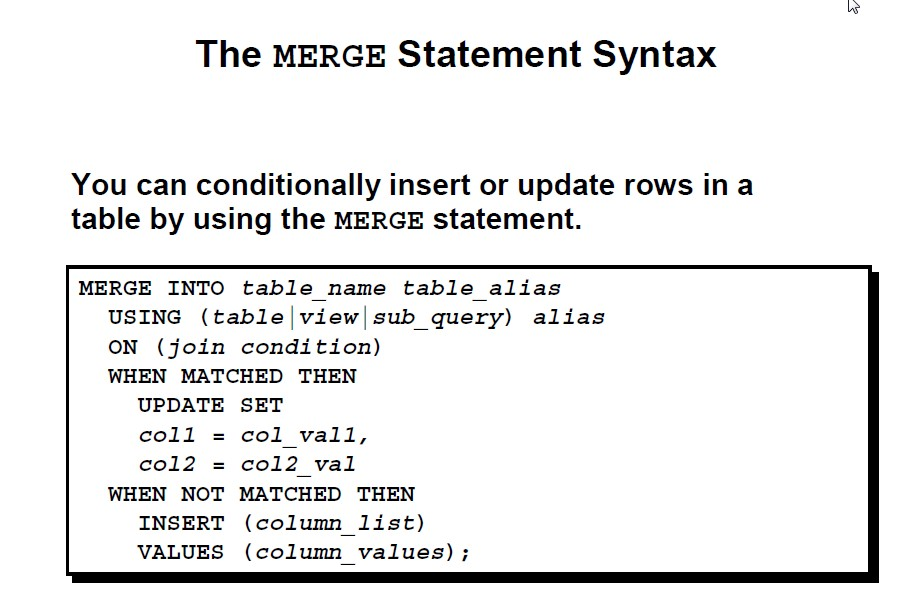 The MERGE Statement Syntax
You can conditionally insert or update rows in a
table by using the MERGE statement.
MERGE INTO table_name table_alias
USING (table|view|sub_query) alias
ON (join condition)
WHEN MATCHED THEN
UPDATE SET
col1 = col_val1,
col2 = col2_val
WHEN NOT MATCHED THEN
INSERT (column_list)
VALUES (column_values);